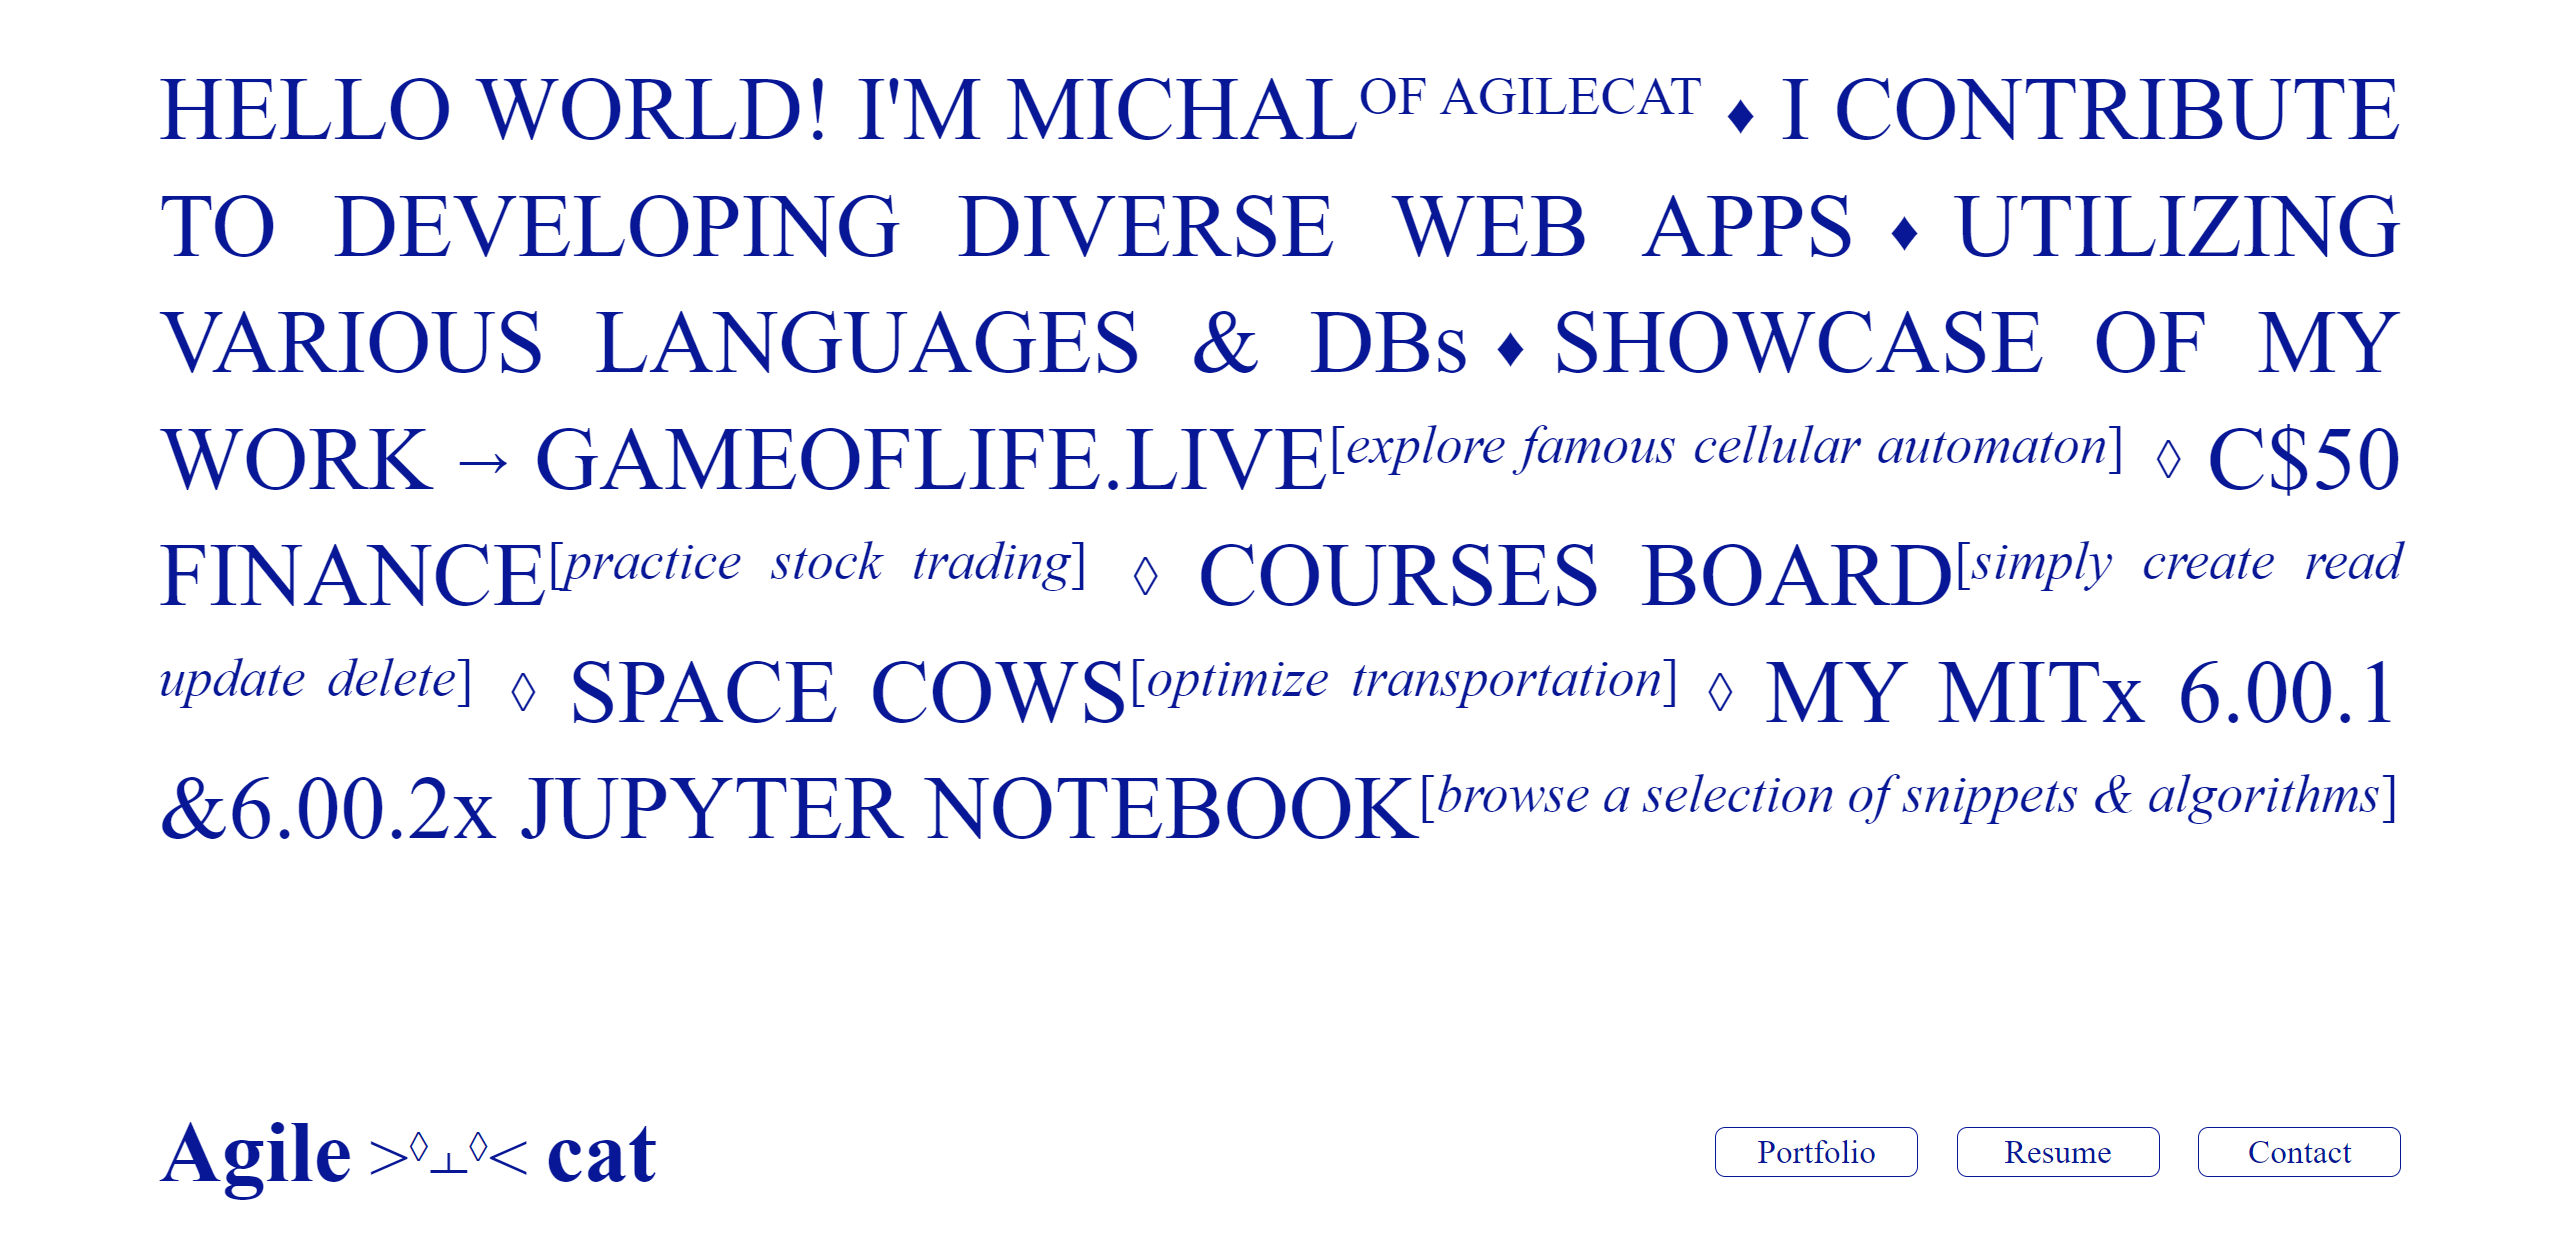 HELLO WORLD! I'M MICHAL OF AGILECAT ♦ I CONTRIBUTE
TO DEVELOPING DIVERSE WEB APPS ♦ UTILIZING
VARIOUS LANGUAGES & DBs ♦ SHOWCASE OF MY
WORK → GAMEOFLIFE.LIVE[explore famous cellular automaton] ◊ C$50
FINANCE[practice stock trading] ◊ COURSES BOARD[simply create read
update delete] ◊ SPACE COWS[optimize transportation] ◊ MY MITx 6.00.1
&6.00.2x JUPYTER NOTEBOOK[browse a selection of snippets & algorithms]
Agile >◊⊥◊< cat
Portfolio
Resume
Contact